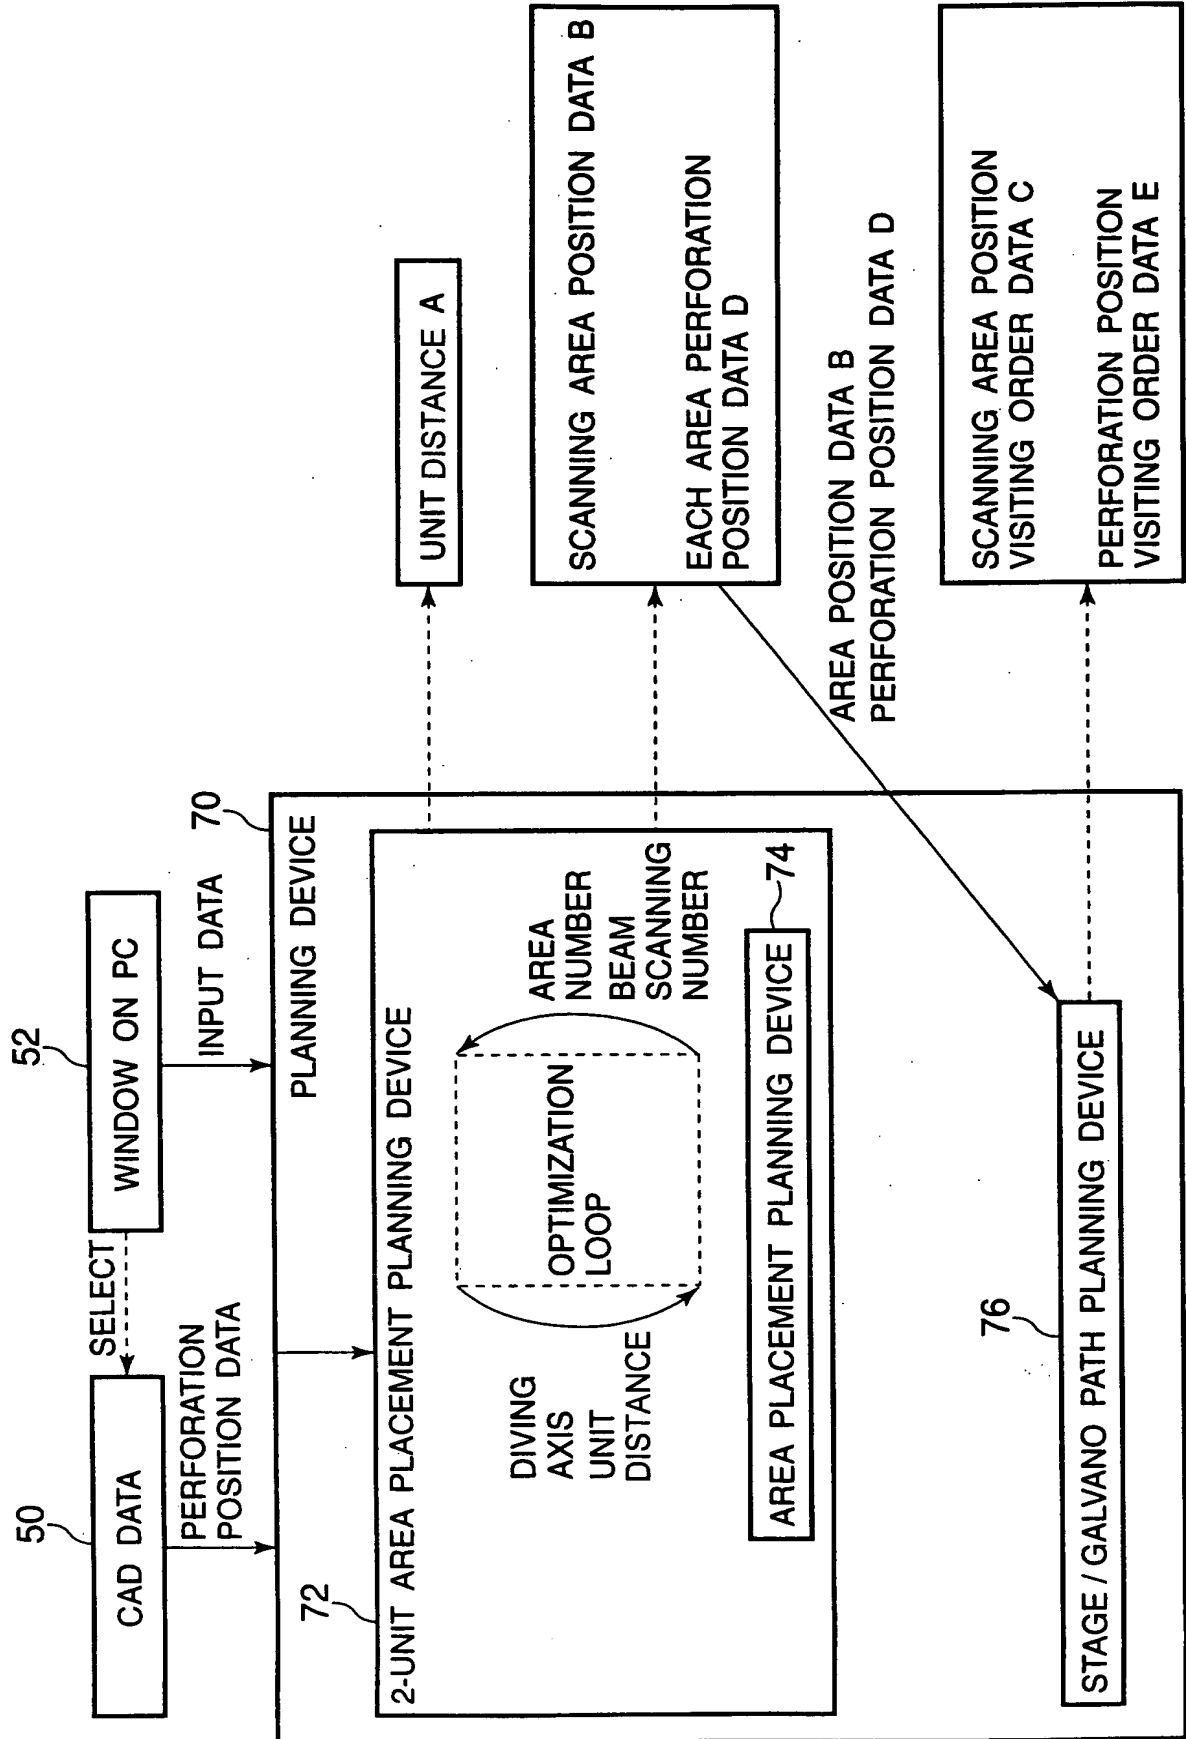 50
CAD DATA
SELECT
52
WINDOW ON PC
PERFORATION
POSITION DATA
INPUT DATA
70
PLANNING DEVICE
72
2-UNIT AREA PLACEMENT PLANNING DEVICE
DIVING
AXIS
UNIT
DISTANCE
OPTIMIZATION
LOOP
AREA
NUMBER
BEAM
SCANNING
NUMBER
74
AREA PLACEMENT PLANNING DEVICE
76
STAGE / GALVANO PATH PLANNING DEVICE
UNIT DISTANCE A
SCANNING AREA POSITION DATA B
EACH AREA PERFORATION
POSITION DATA D
AREA POSITION DATA B
PERFORATION POSITION DATA D
SCANNING AREA POSITION
VISITING ORDER DATA C
PERFORATION POSITION
VISITING ORDER DATA E